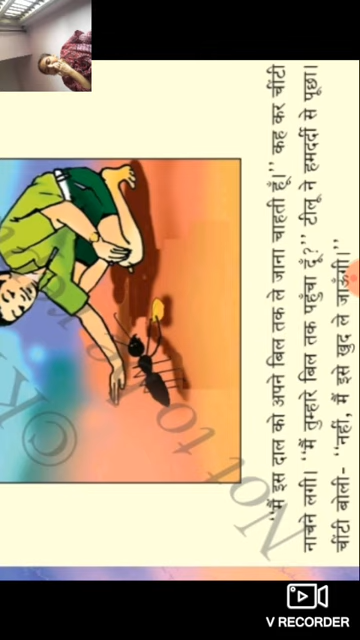 "मैं इस दाल को अपने बिल तक ले जाना चाहती हूँ।" कह कर चींटी
नाचने लगी। "मैं तुम्हारे बिल तक पहुंचा दूं?" टीलू ने हमदर्दी से पूछा।
चींटी बोली- "नहीं, मैं इसे खुद ले जाऊंगी।"
Not to
©K
V RECORDER